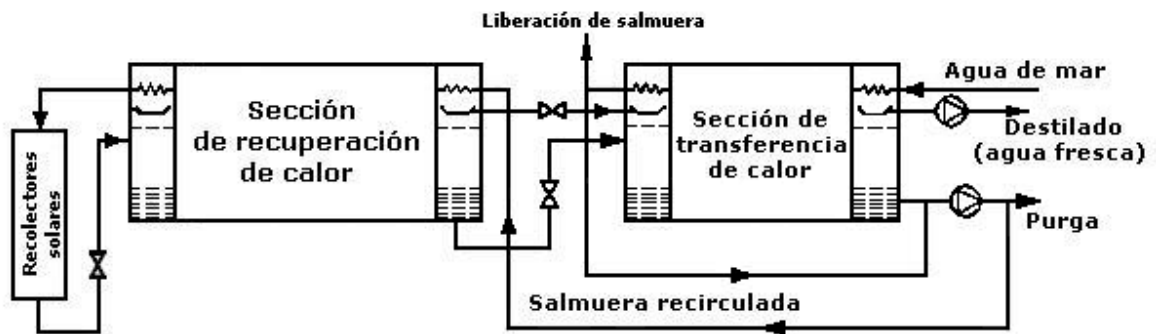 Liberación de salmuera
Agua de mar
Sección
de recuperación
de calor
Sección de
transferencia
de calor
Destilado
(agua fresca)
Recolectores
solares
Purga
Salmuera recirculada